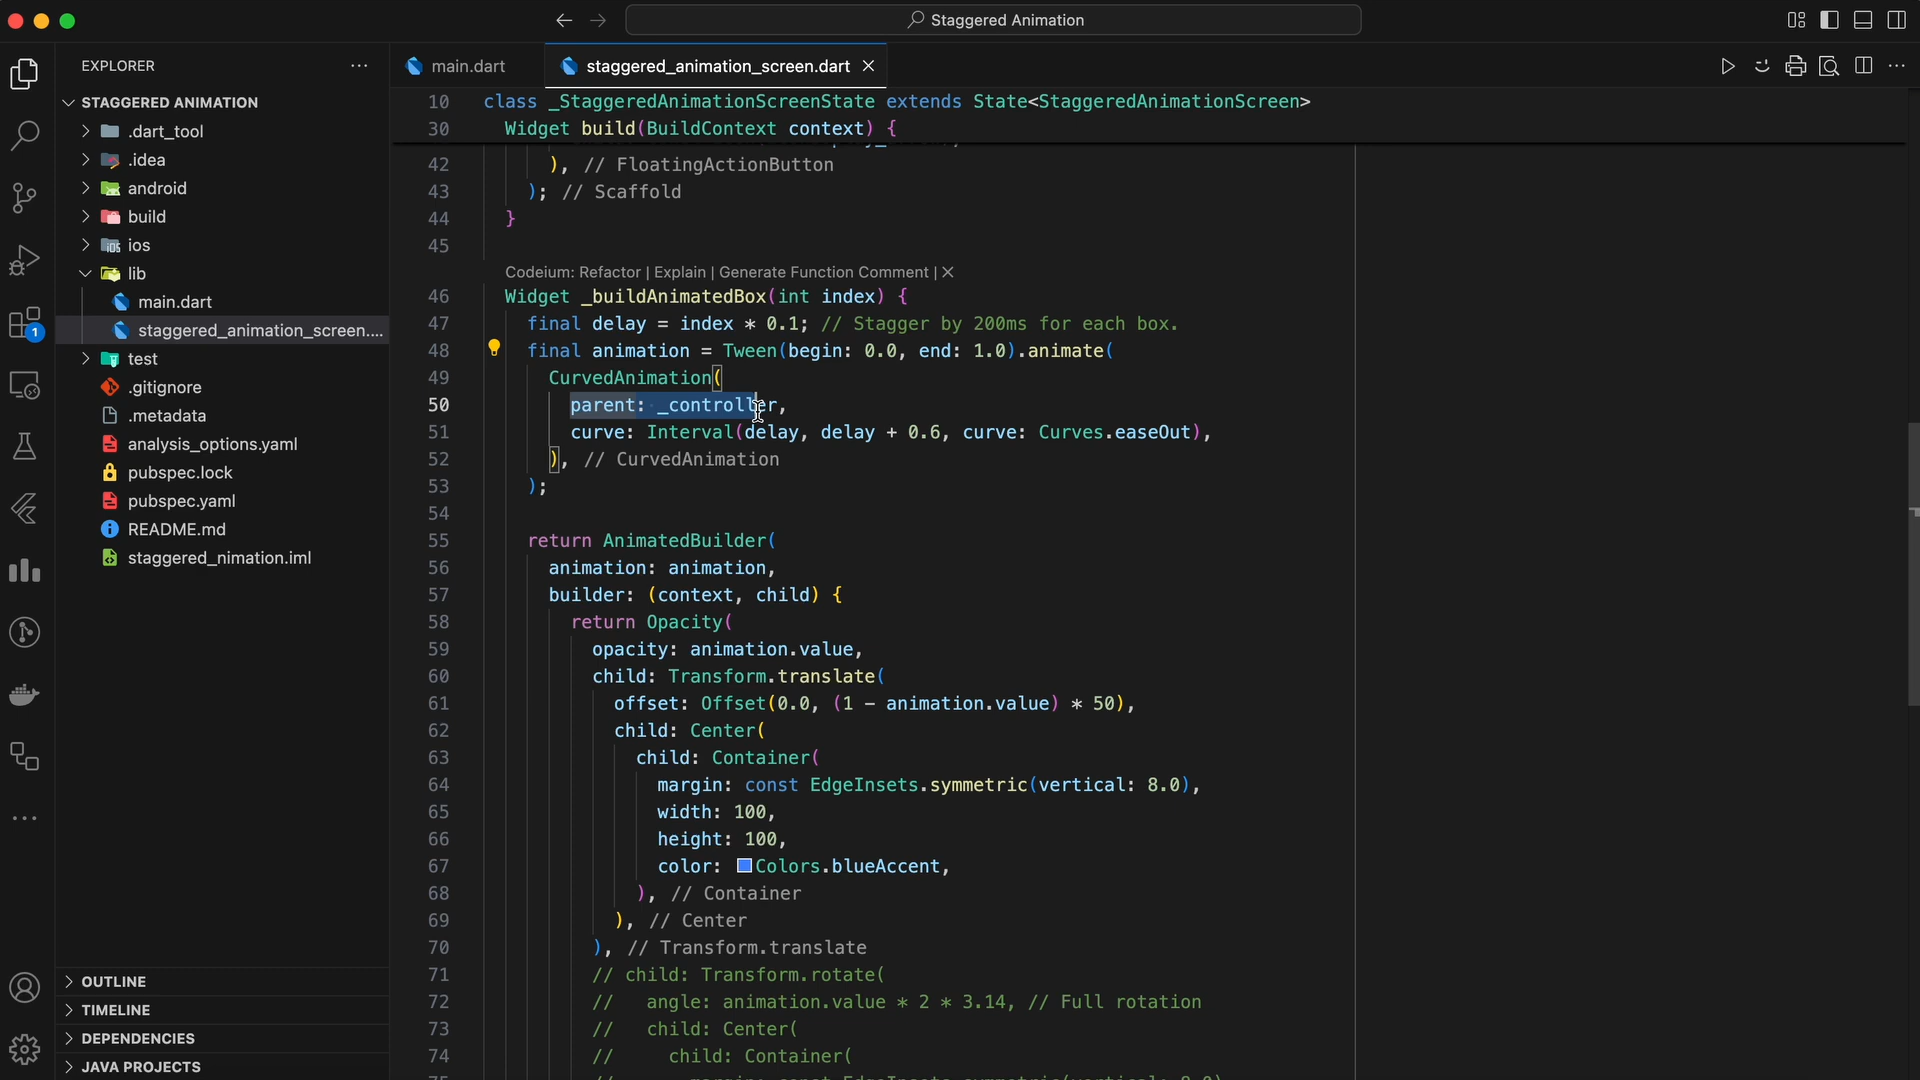 Staggered Animation
EXPLORER
STAGGERED ANIMATION
.dart_tool
.idea
android
build
ios
lib
main.dart
staggered_animation_screen....
test
.gitignore
.metadata
analysis_options.yaml
pubspec.lock
pubspec.yaml
README.md
staggered_nimation.iml
OUTLINE
TIMELINE
DEPENDENCIES
JAVA PROJECTS
1
main.dart
staggered_animation_screen.dart
10 class _StaggeredAnimationScreenState extends State<StaggeredAnimationScreen>
30 Widget build(BuildContext context) {
42 ), // FloatingActionButton
43 ); // Scaffold
44 }
45
Codeium: Refactor | Explain | Generate Function Comment | X
46 Widget _buildAnimatedBox(int index) {
47 final delay = index * 0.1; // Stagger by 200ms for each box.
48 final animation = Tween(begin: 0.0, end: 1.0).animate(
49 CurvedAnimation(
50 parent: _controller,
51 curve: Interval(delay, delay + 0.6, curve: Curves.easeOut),
52 ), // CurvedAnimation
53 );
54
55 return AnimatedBuilder(
56 animation: animation,
57 builder: (context, child) {
58 return Opacity(
59 opacity: animation.value,
60 child: Transform.translate(
61 offset: Offset(0.0, (1 - animation.value) * 50),
62 child: Center(
63 child: Container(
64 margin: const EdgeInsets.symmetric(vertical: 8.0),
65 width: 100,
66 height: 100,
67 color: Colors.blueAccent,
68 ), // Container
69 ), // Center
70 ), // Transform.translate
71 // child: Transform.rotate(
72 // angle: animation.value * 2 * 3.14, // Full rotation
73 // child: Center(
74 // child: Container(